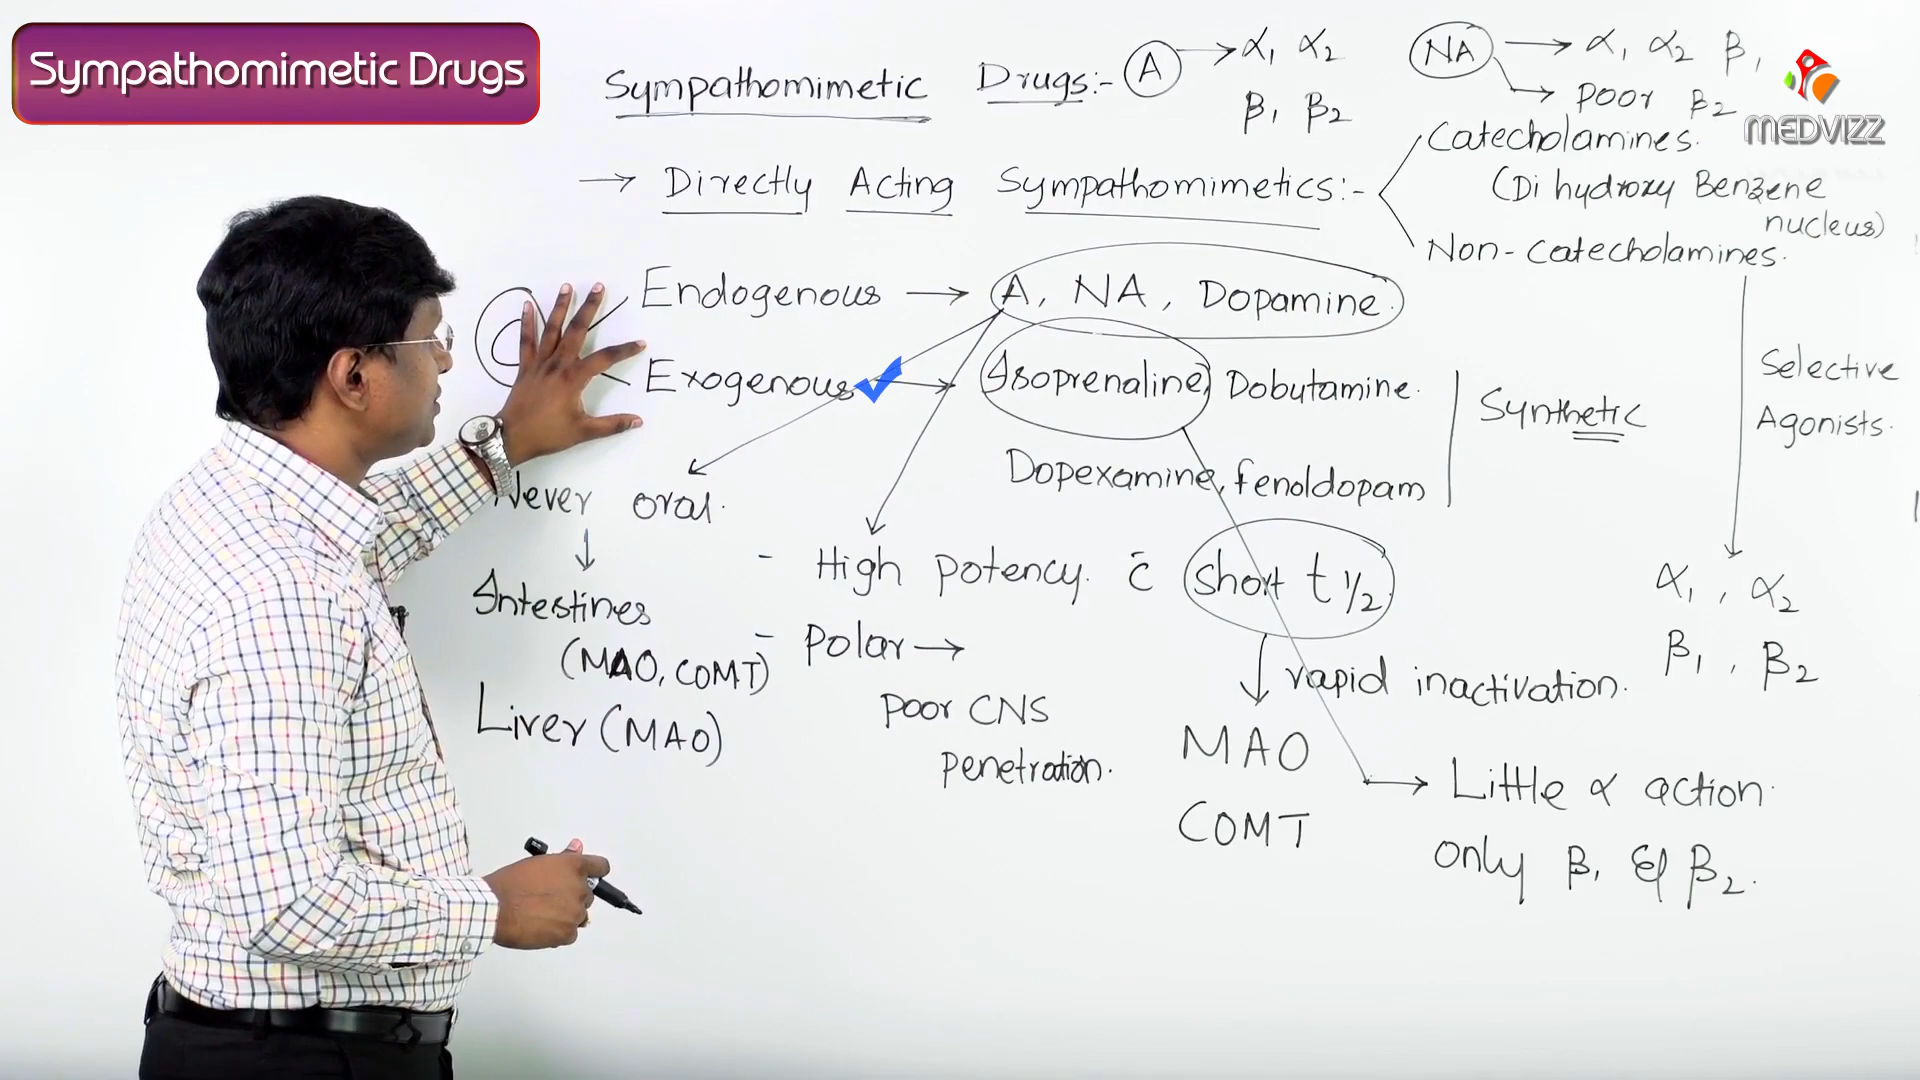 Sympathomimetic Drugs
Sympathomimetic Drugs:- A → α1 α2
β1 β2
NA → α1 α2 β1
→ poor β2
MEDVIZZ
→ Directly Acting Sympathomimetics:-
Catecholamines.
(Di hydroxy Benzene
nucleus)
Non-catecholamines.
Selective
Agonists.
α1, α2
β1, β2
Endogenous → A, NA, Dopamine.
Exogenous → Isoprenaline, Dobutamine.
Dopexamine, fenoldopam
Synthetic
Never oral.
↓
Intestines
(MAO, COMT)
Liver (MAO)
- High potency. c̄ short t 1/2
- polar →
poor CNS
penetration.
↓ rapid inactivation.
MAO
COMT
→ Little α action.
only β1 & β2.